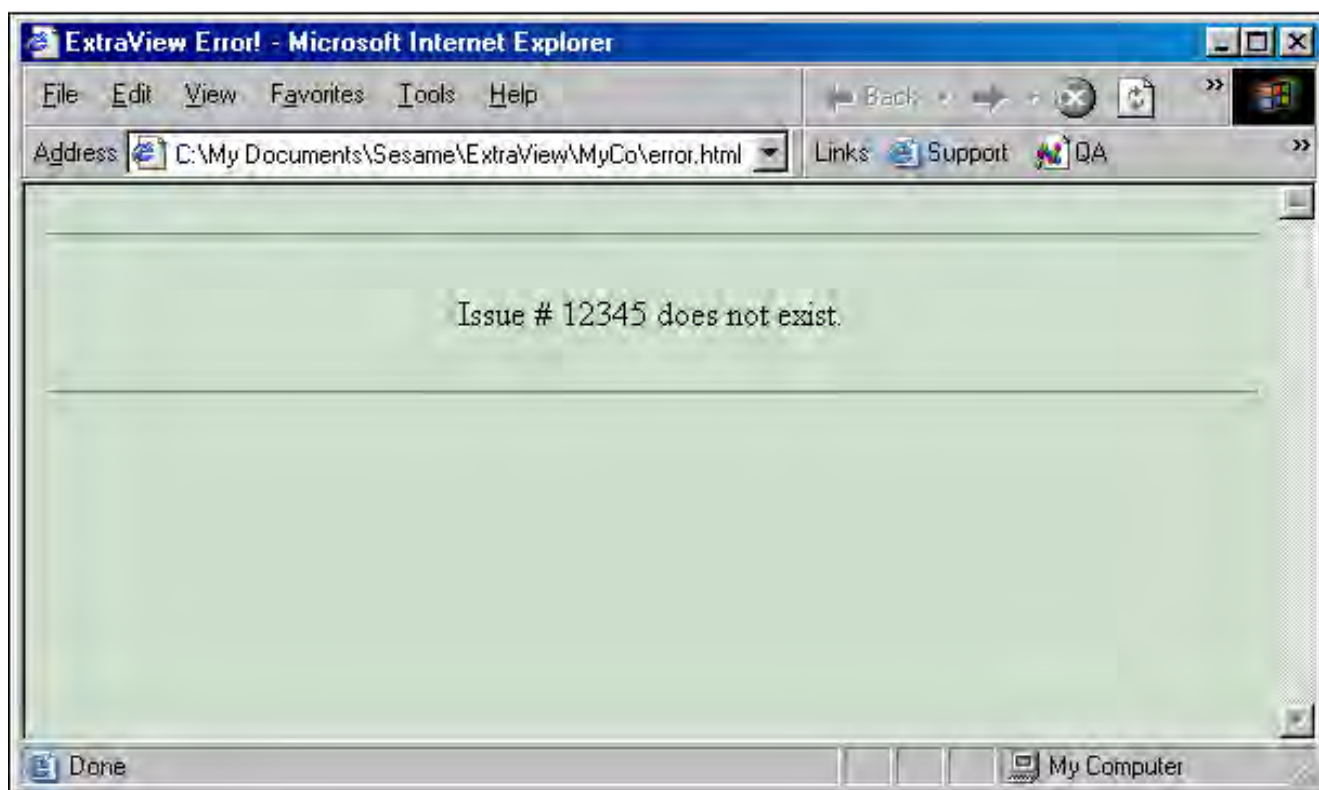 ExtraView Error! - Microsoft Internet Explorer
File Edit View Favorites Tools Help Back »
Address C:\My Documents\Sesame\ExtraView\MyCo\error.html Links Support QA »
Issue # 12345 does not exist.
Done My Computer